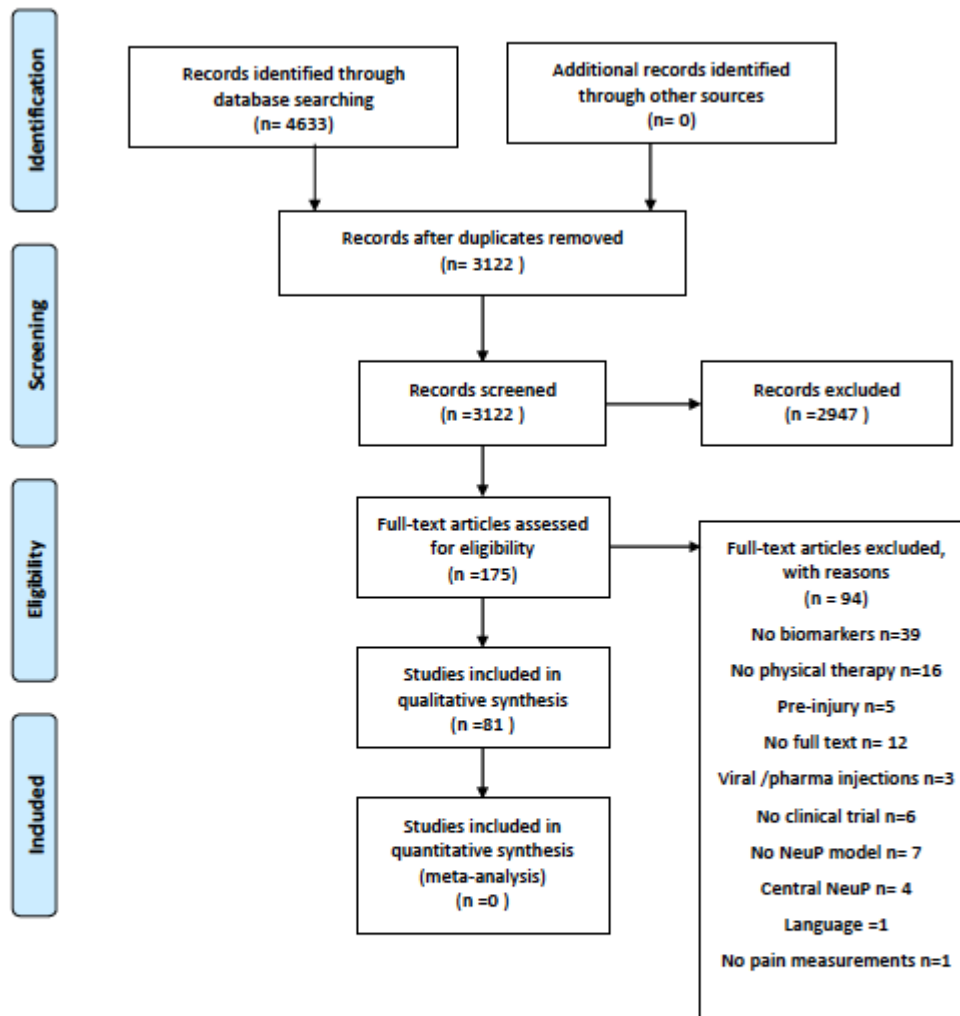 Identification
Records identified through
database searching
(n= 4633)
Additional records identified
through other sources
(n= 0)
Records after duplicates removed
(n= 3122 )
Screening
Records screened
(n =3122 )
Records excluded
(n =2947 )
Eligibility
Full-text articles assessed
for eligibility
(n =175)
Full-text articles excluded,
with reasons
(n = 94)
No biomarkers n=39
No physical therapy n=16
Pre-injury n=5
No full text n= 12
Viral /pharma injections n=3
No clinical trial n=6
No NeuP model n= 7
Central NeuP n= 4
Language =1
No pain measurements n=1
Studies included in
qualitative synthesis
(n =81 )
Included
Studies included in
quantitative synthesis
(meta-analysis)
(n =0 )